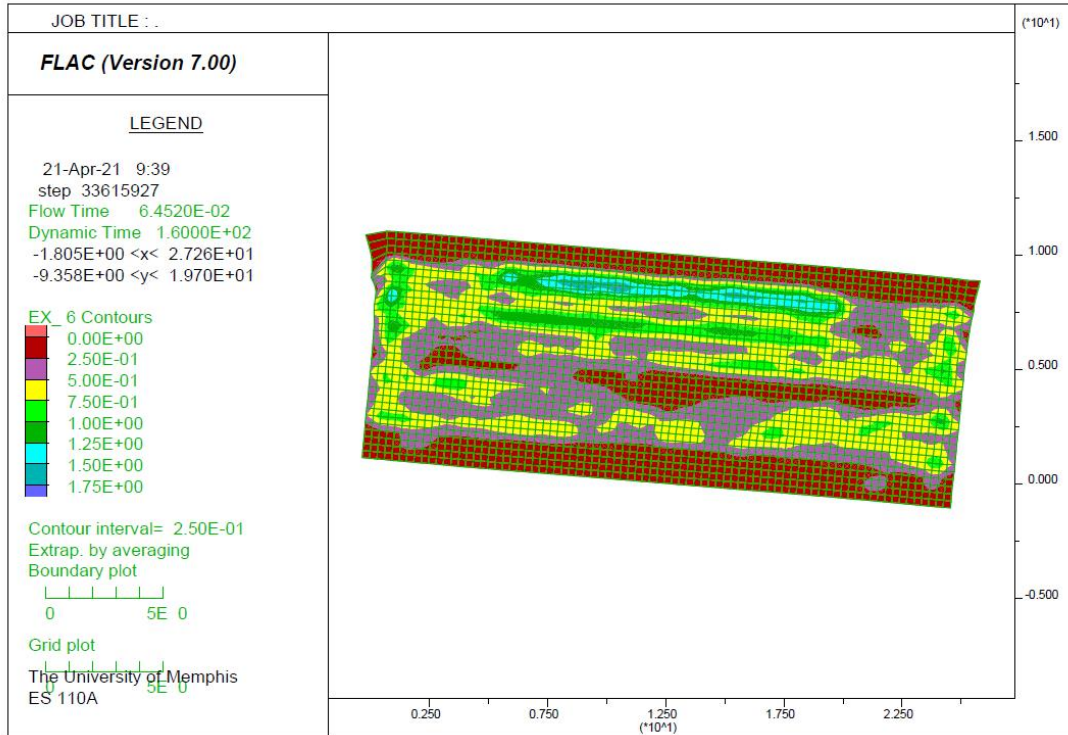 JOB TITLE : .
FLAC (Version 7.00)
LEGEND
21-Apr-21 9:39
step 33615927
Flow Time 6.4520E-02
Dynamic Time 1.6000E+02
-1.805E+00 <x< 2.726E+01
-9.358E+00 <y< 1.970E+01
EX_ 6 Contours
0.00E+00
2.50E-01
5.00E-01
7.50E-01
1.00E+00
1.25E+00
1.50E+00
1.75E+00
Contour interval= 2.50E-01
Extrap. by averaging
Boundary plot
0 5E 0
Grid plot
0 5E 0
The University of Memphis
ES 110A
(*10^1)
1.500
1.000
0.500
0.000
-0.500
0.250 0.750 1.250 1.750 2.250
(*10^1)